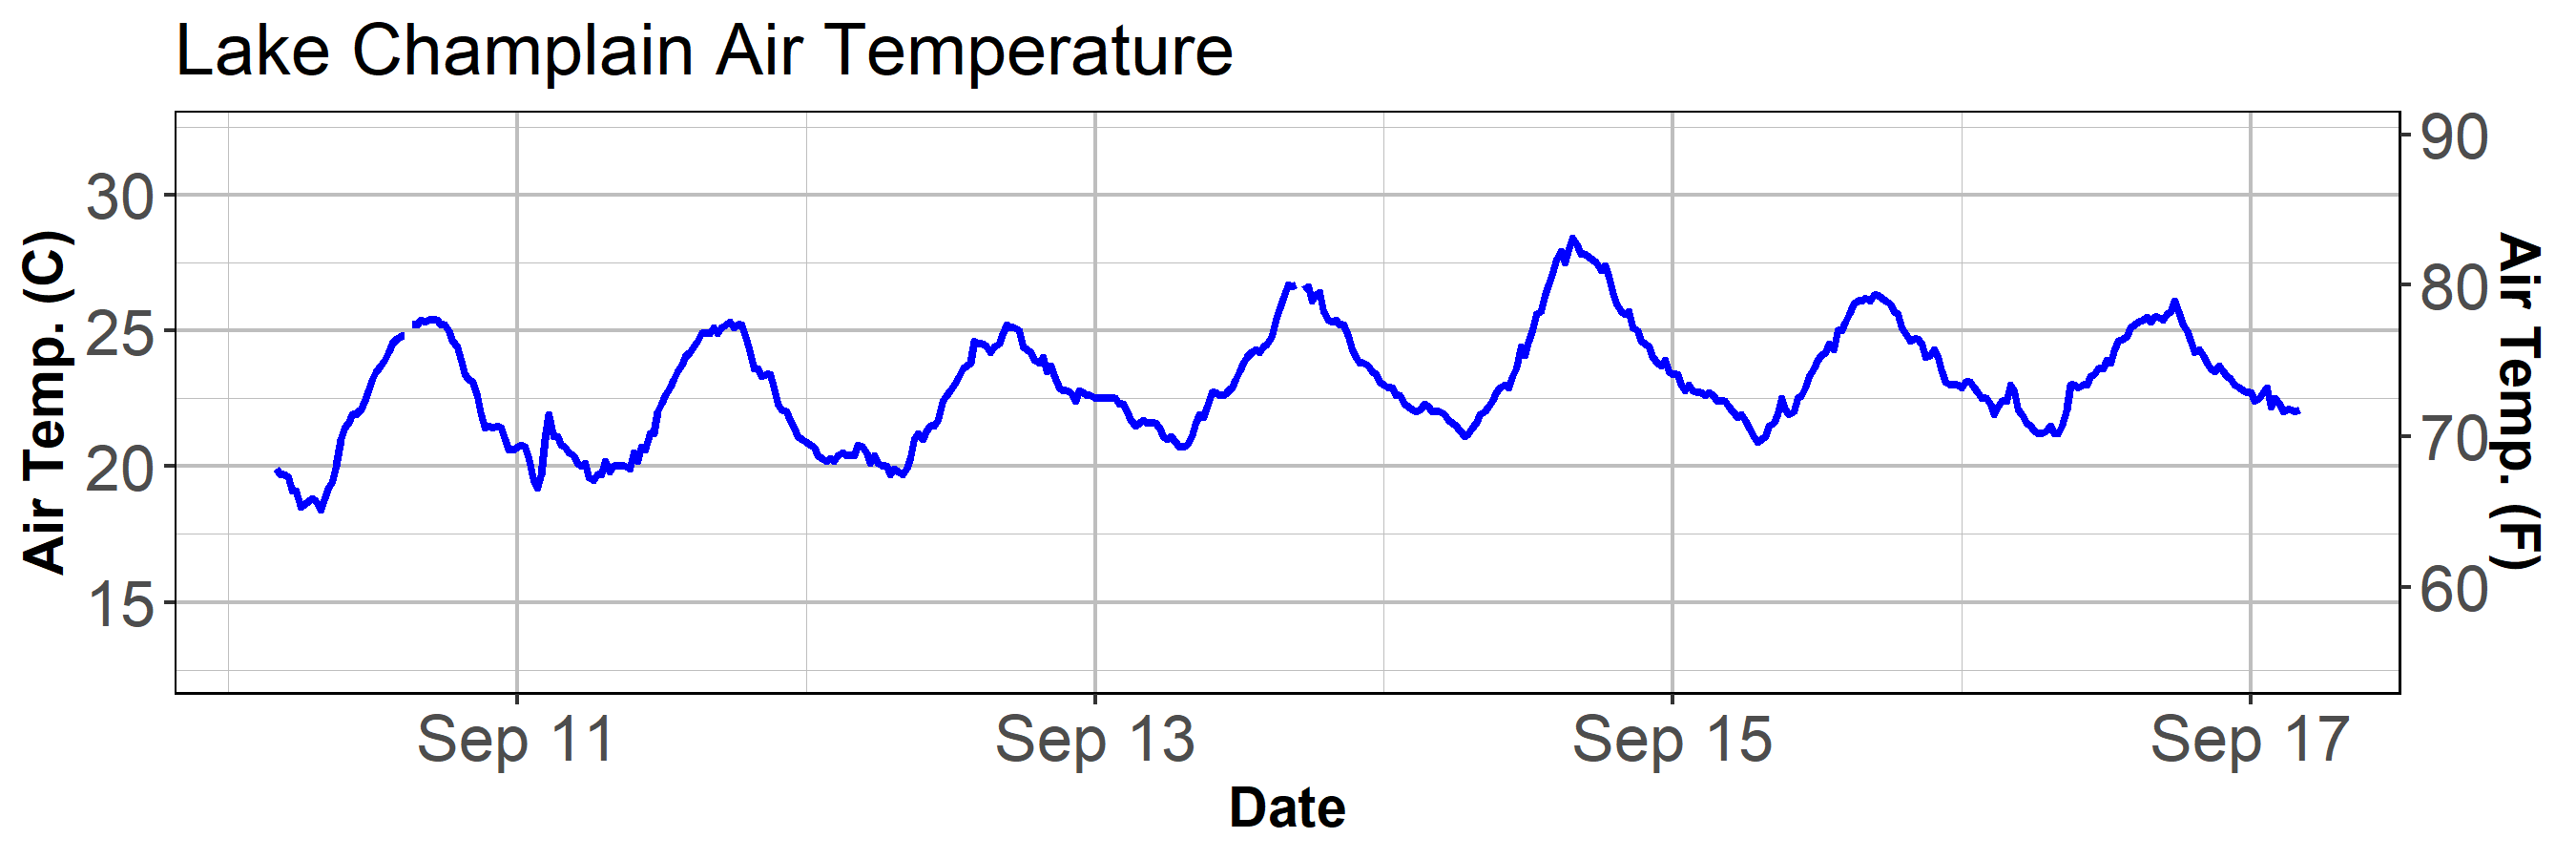 Lake Champlain Air Temperature
Air Temp. (C)
30
25
20
15
90
80
70
60
Air Temp. (F)
Sep 11
Sep 13
Sep 15
Sep 17
Date